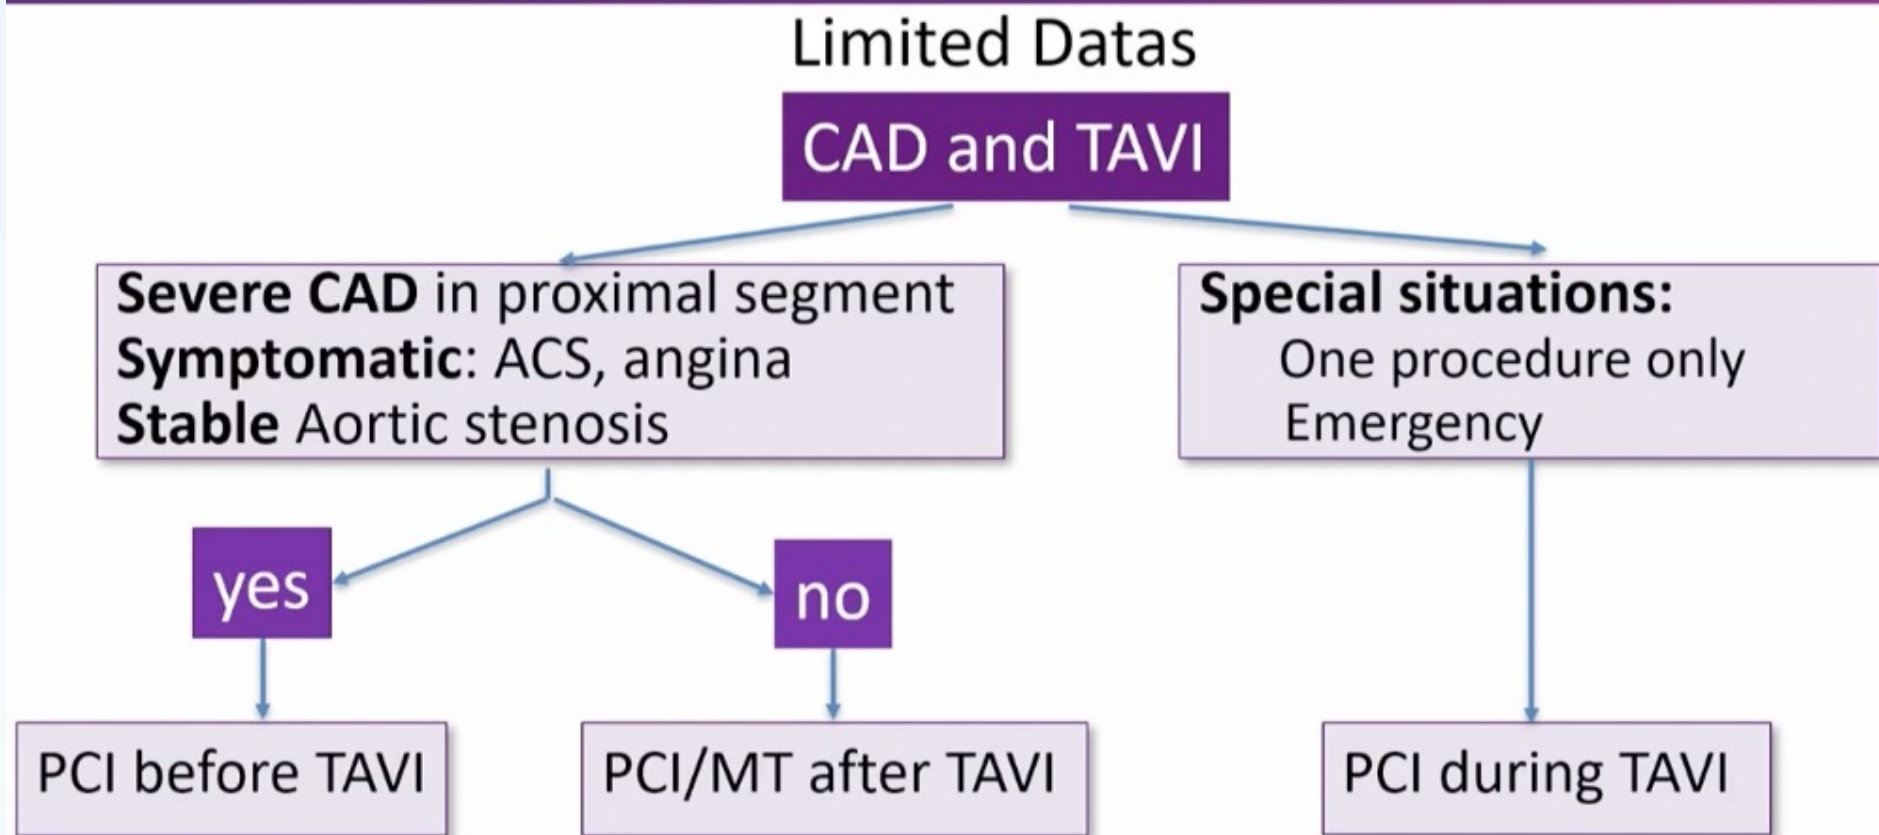 Limited Datas
CAD and TAVI
Severe CAD in proximal segment
Symptomatic: ACS, angina
Stable Aortic stenosis
Special situations:
One procedure only
Emergency
yes
no
PCI before TAVI
PCI/MT after TAVI
PCI during TAVI